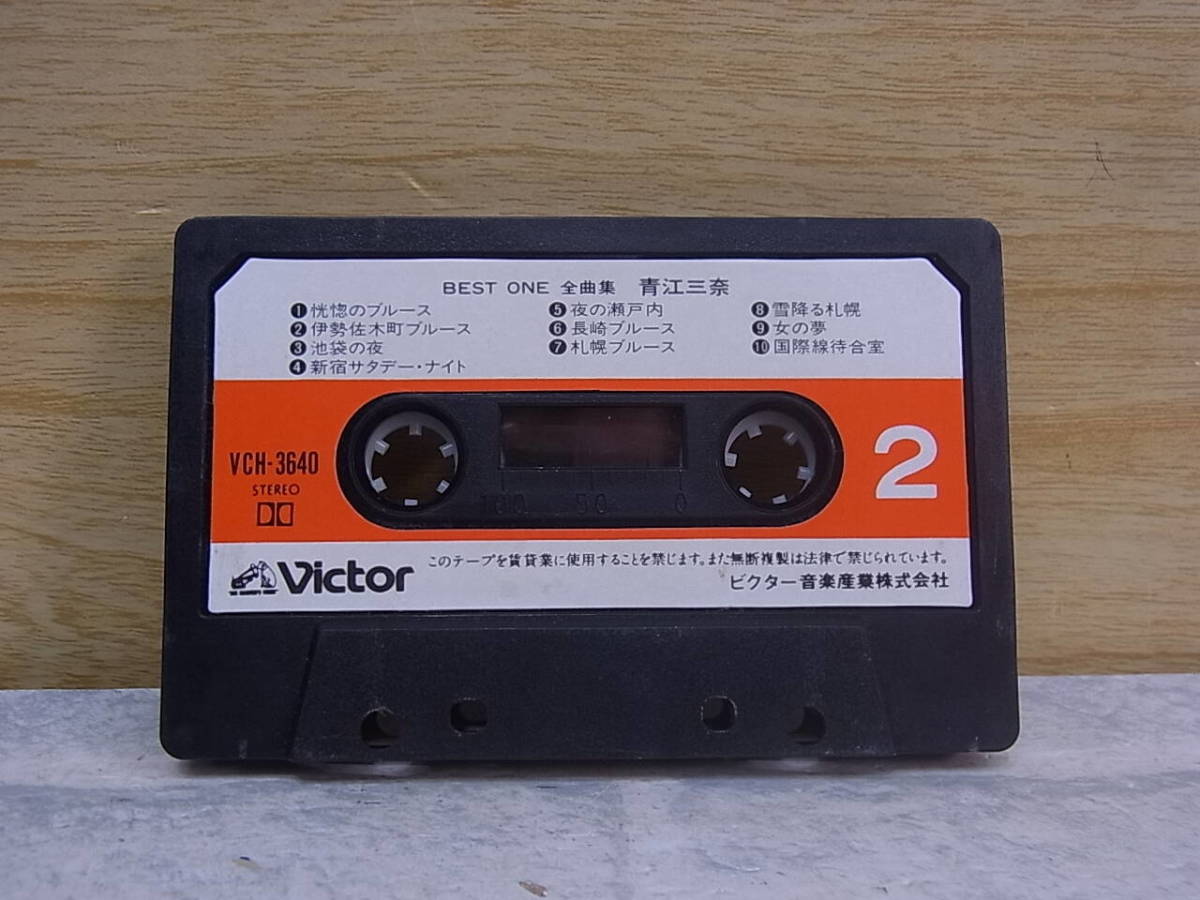 BEST ONE 全曲集 青江三奈
❶恍惚のブルース
❷伊勢佐木町ブルース
❸池袋の夜
❹新宿サタデー・ナイト
❺夜の瀬戸内
❻長崎ブルース
❼札幌ブルース
❽雪降る札幌
❾女の夢
❿国際線待合室
VCH-3640
STEREO
100 50 0
2
Victor
このテープを賃貸業に使用することを禁じます。また無断複製は法律で禁じられています。
ビクター音楽産業株式会社